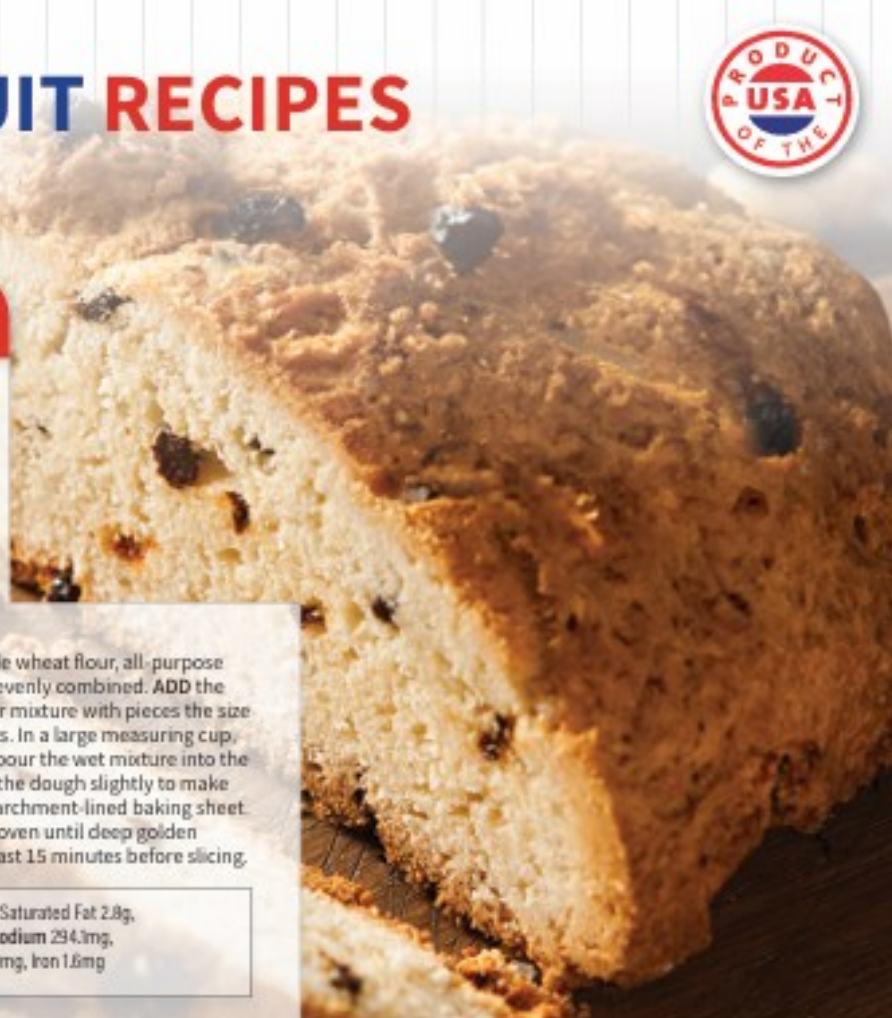 UIT RECIPES
PRODUCT
USA
OF THE
le wheat flour, all-purpose
evenly combined. ADD the
r mixture with pieces the size
s. In a large measuring cup,
pour the wet mixture into the
the dough slightly to make
archment-lined baking sheet
oven until deep golden
ast 15 minutes before slicing.
Saturated Fat 2.8g,
odium 294.1mg,
mg, Iron 1.6mg